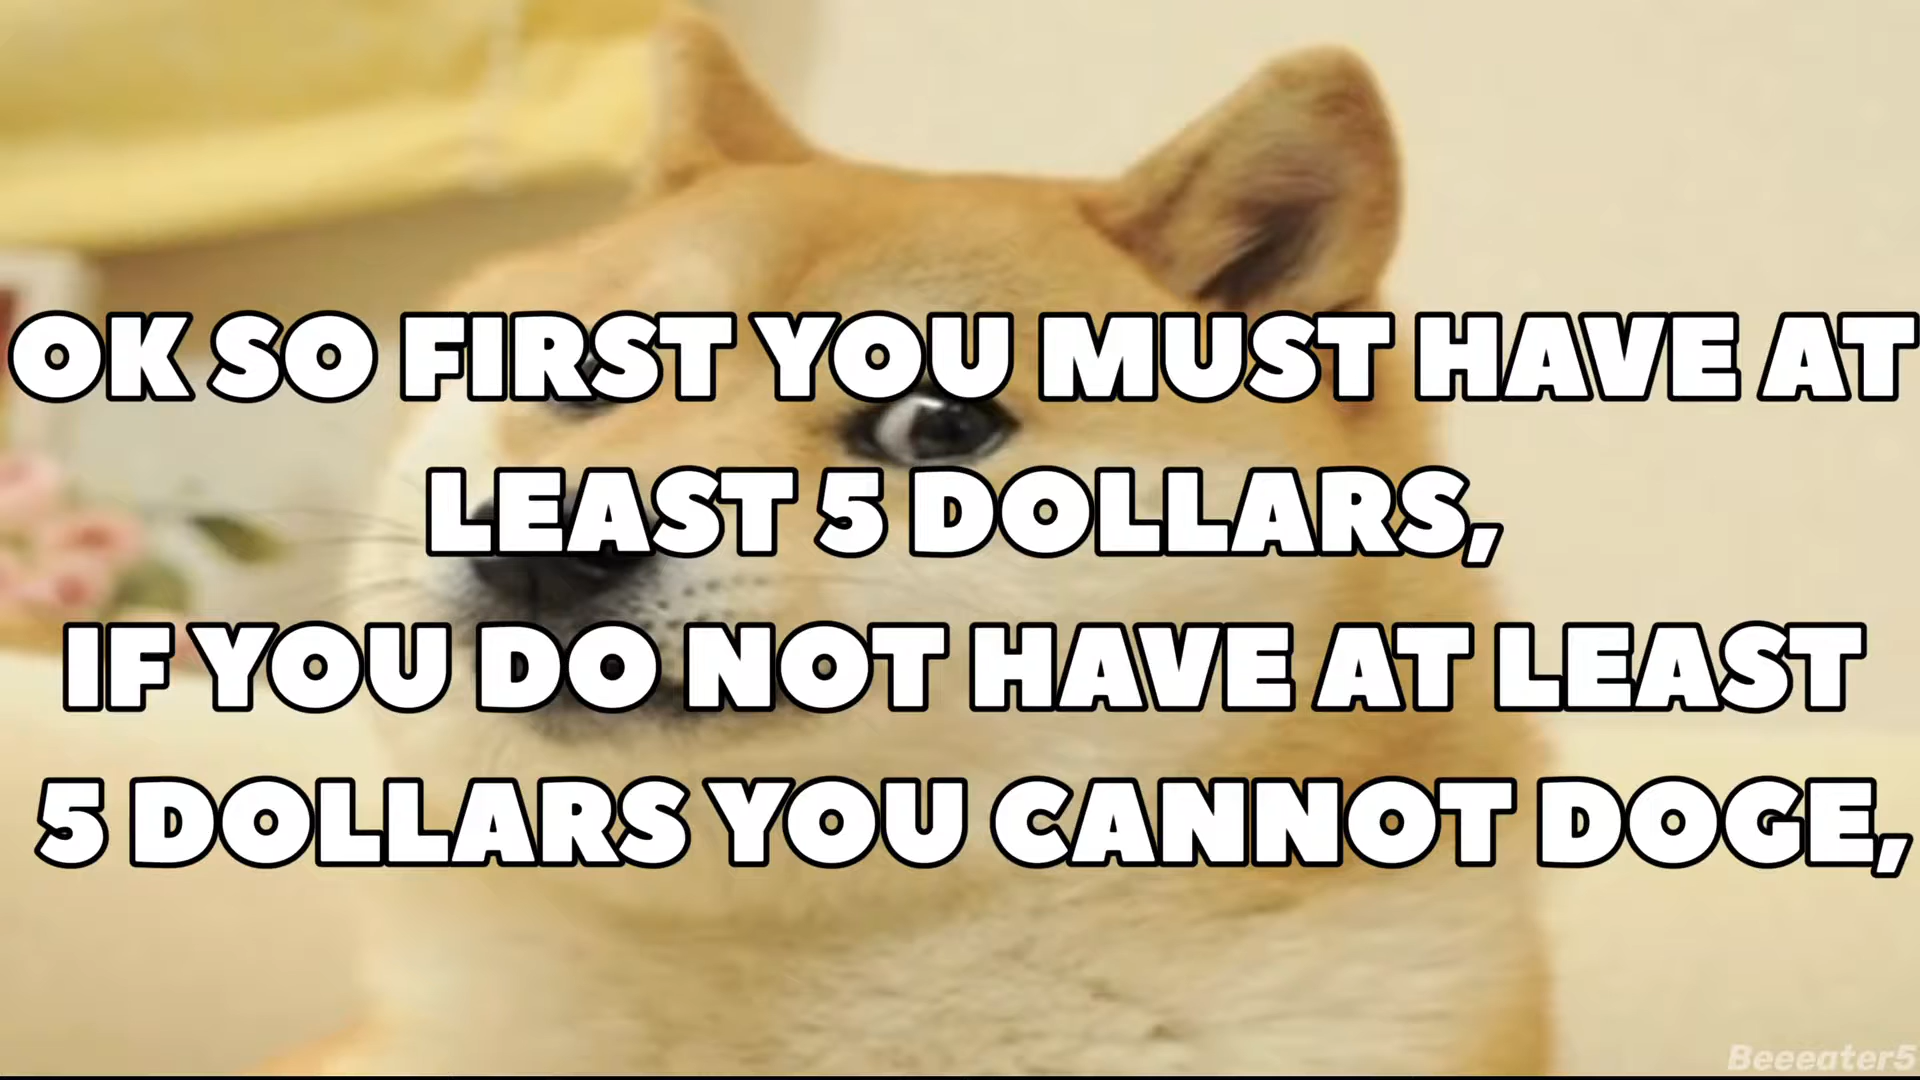 OK SO FIRST YOU MUST HAVE AT
LEAST 5 DOLLARS,
IF YOU DO NOT HAVE AT LEAST
5 DOLLARS YOU CANNOT DOGE,
Beeeater5